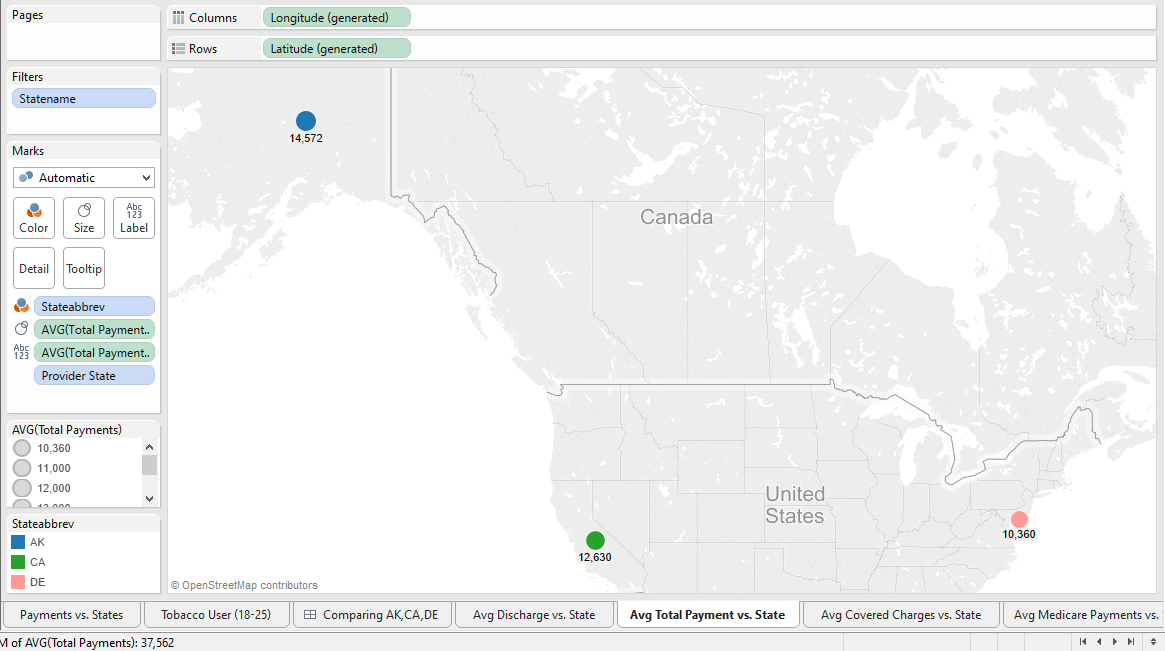 Pages
Columns
Longitude (generated)
Rows
Latitude (generated)
Filters
Statename
Marks
Automatic
Color
Size
Abc
123
Label
Detail
Tooltip
Stateabbrev
AVG(Total Payment..
Abc
123
AVG(Total Payment..
Provider State
AVG(Total Payments)
10,360
11,000
12,000
Stateabbrev
AK
CA
DE
14,572
Canada
United
States
12,630
10,360
© OpenStreetMap contributors
Payments vs. States
Tobacco User (18-25)
Comparing AK,CA,DE
Avg Discharge vs. State
Avg Total Payment vs. State
Avg Covered Charges vs. State
Avg Medicare Payments vs.
M of AVG(Total Payments): 37,562